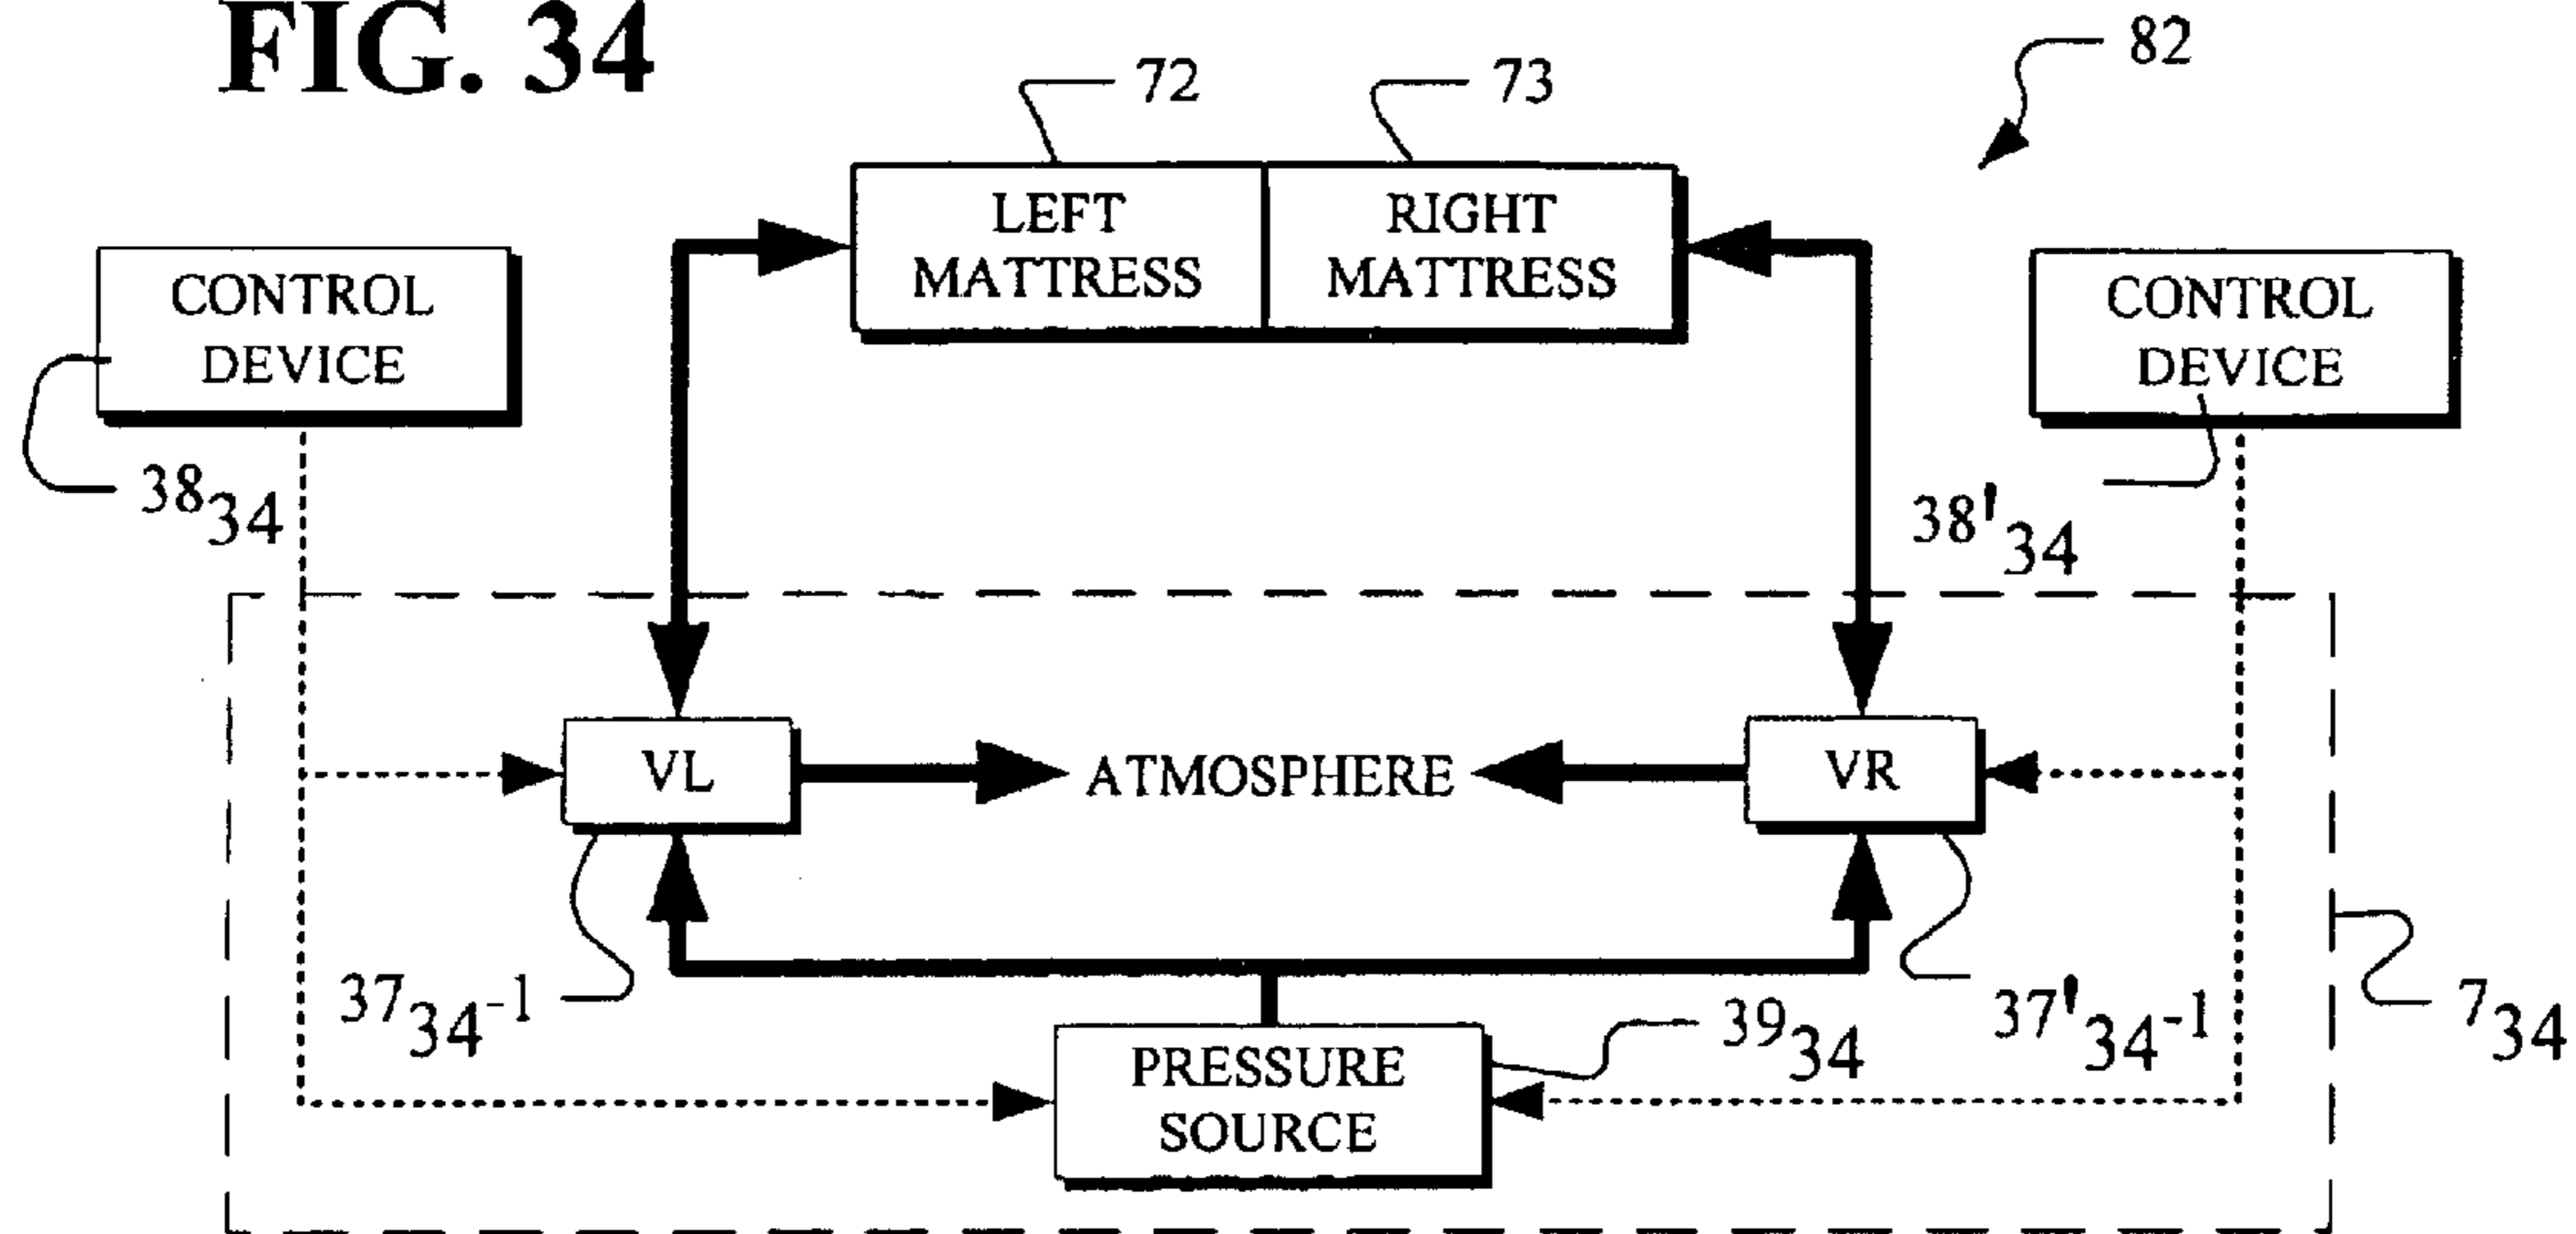 FIG. 34
82
72
73
LEFT
MATTRESS
RIGHT
MATTRESS
CONTROL
DEVICE
CONTROL
DEVICE
38 34
38' 34
VL
ATMOSPHERE
VR
37 34-1
39 34
37' 34-1
7 34
PRESSURE
SOURCE